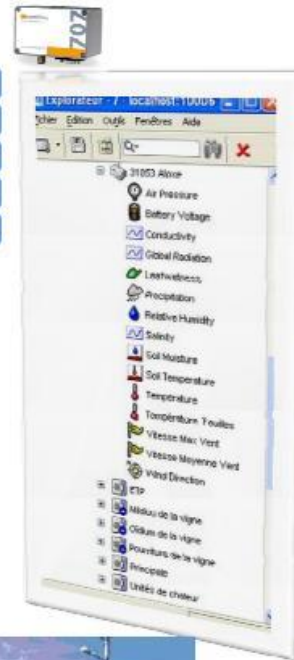 707
Explorateur - 7 - localhost:10006
Fichier Edition Outils Fenêtres Aide
31053 Aloxe
Air Pressure
Battery Voltage
Conductivity
Global Radiation
Leafwetness,
Precipitation
Relative Humidity
Salinity
Soil Moisture
Soil Temperature
Température
Température Feuilles
Vitesse Max Vent
Vitesse Moyenne Vent
Wind Direction
ETP
Mildiou de la vigne
Oïdium de la vigne
Pourriture de la vigne
Principale
Unités de chaleur